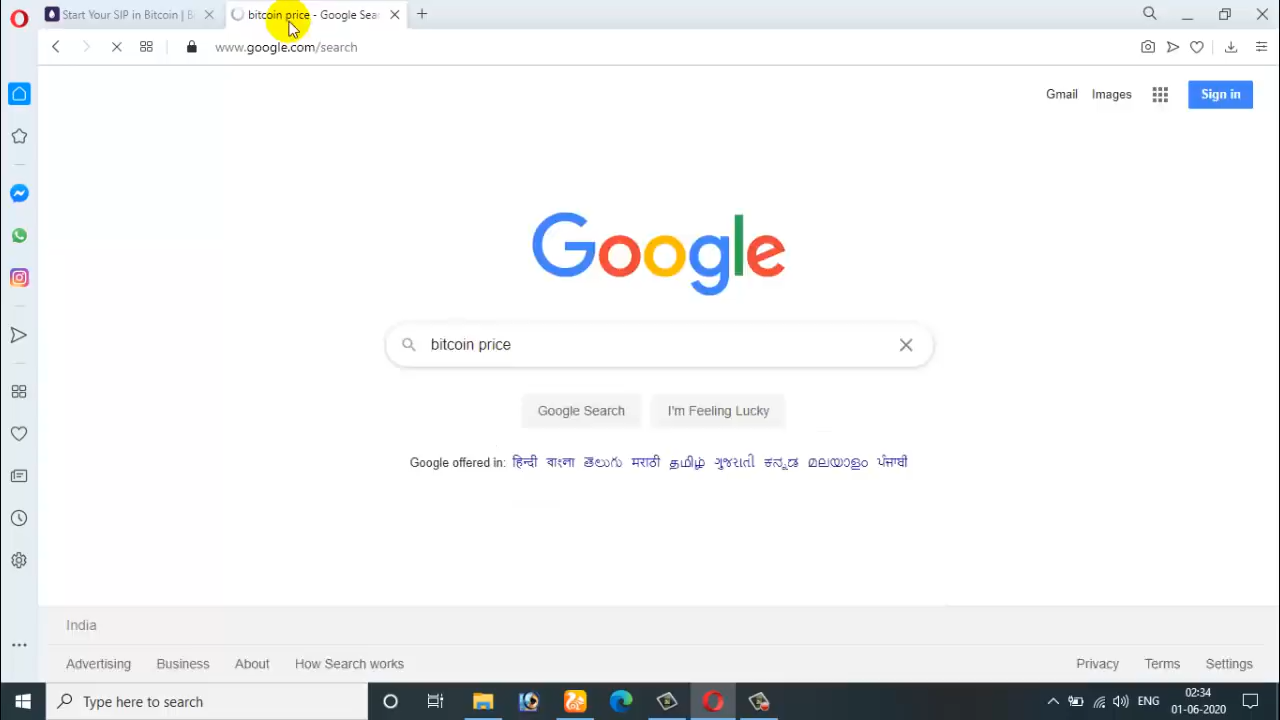 Start Your SIP in Bitcoin | B
bitcoin price - Google Sear
www.google.com/search
Gmail Images Sign in
Google
bitcoin price
Google Search I'm Feeling Lucky
Google offered in: हिन्दी বাংলা తెలుగు मराठी தமிழ் ગુજરાતી ಕನ್ನಡ മലയാളം ਪੰਜਾਬੀ
India
Advertising Business About How Search works Privacy Terms Settings
Type here to search
ENG
02:34
01-06-2020